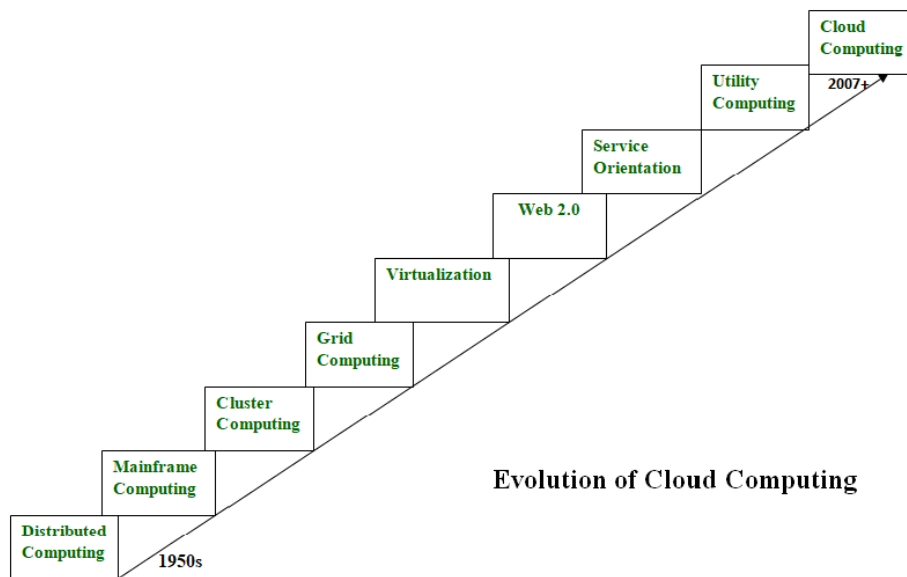 Cloud
Computing
2007+
Utility
Computing
Service
Orientation
Web 2.0
Virtualization
Grid
Computing
Cluster
Computing
Mainframe
Computing
Evolution of Cloud Computing
Distributed
Computing
1950s